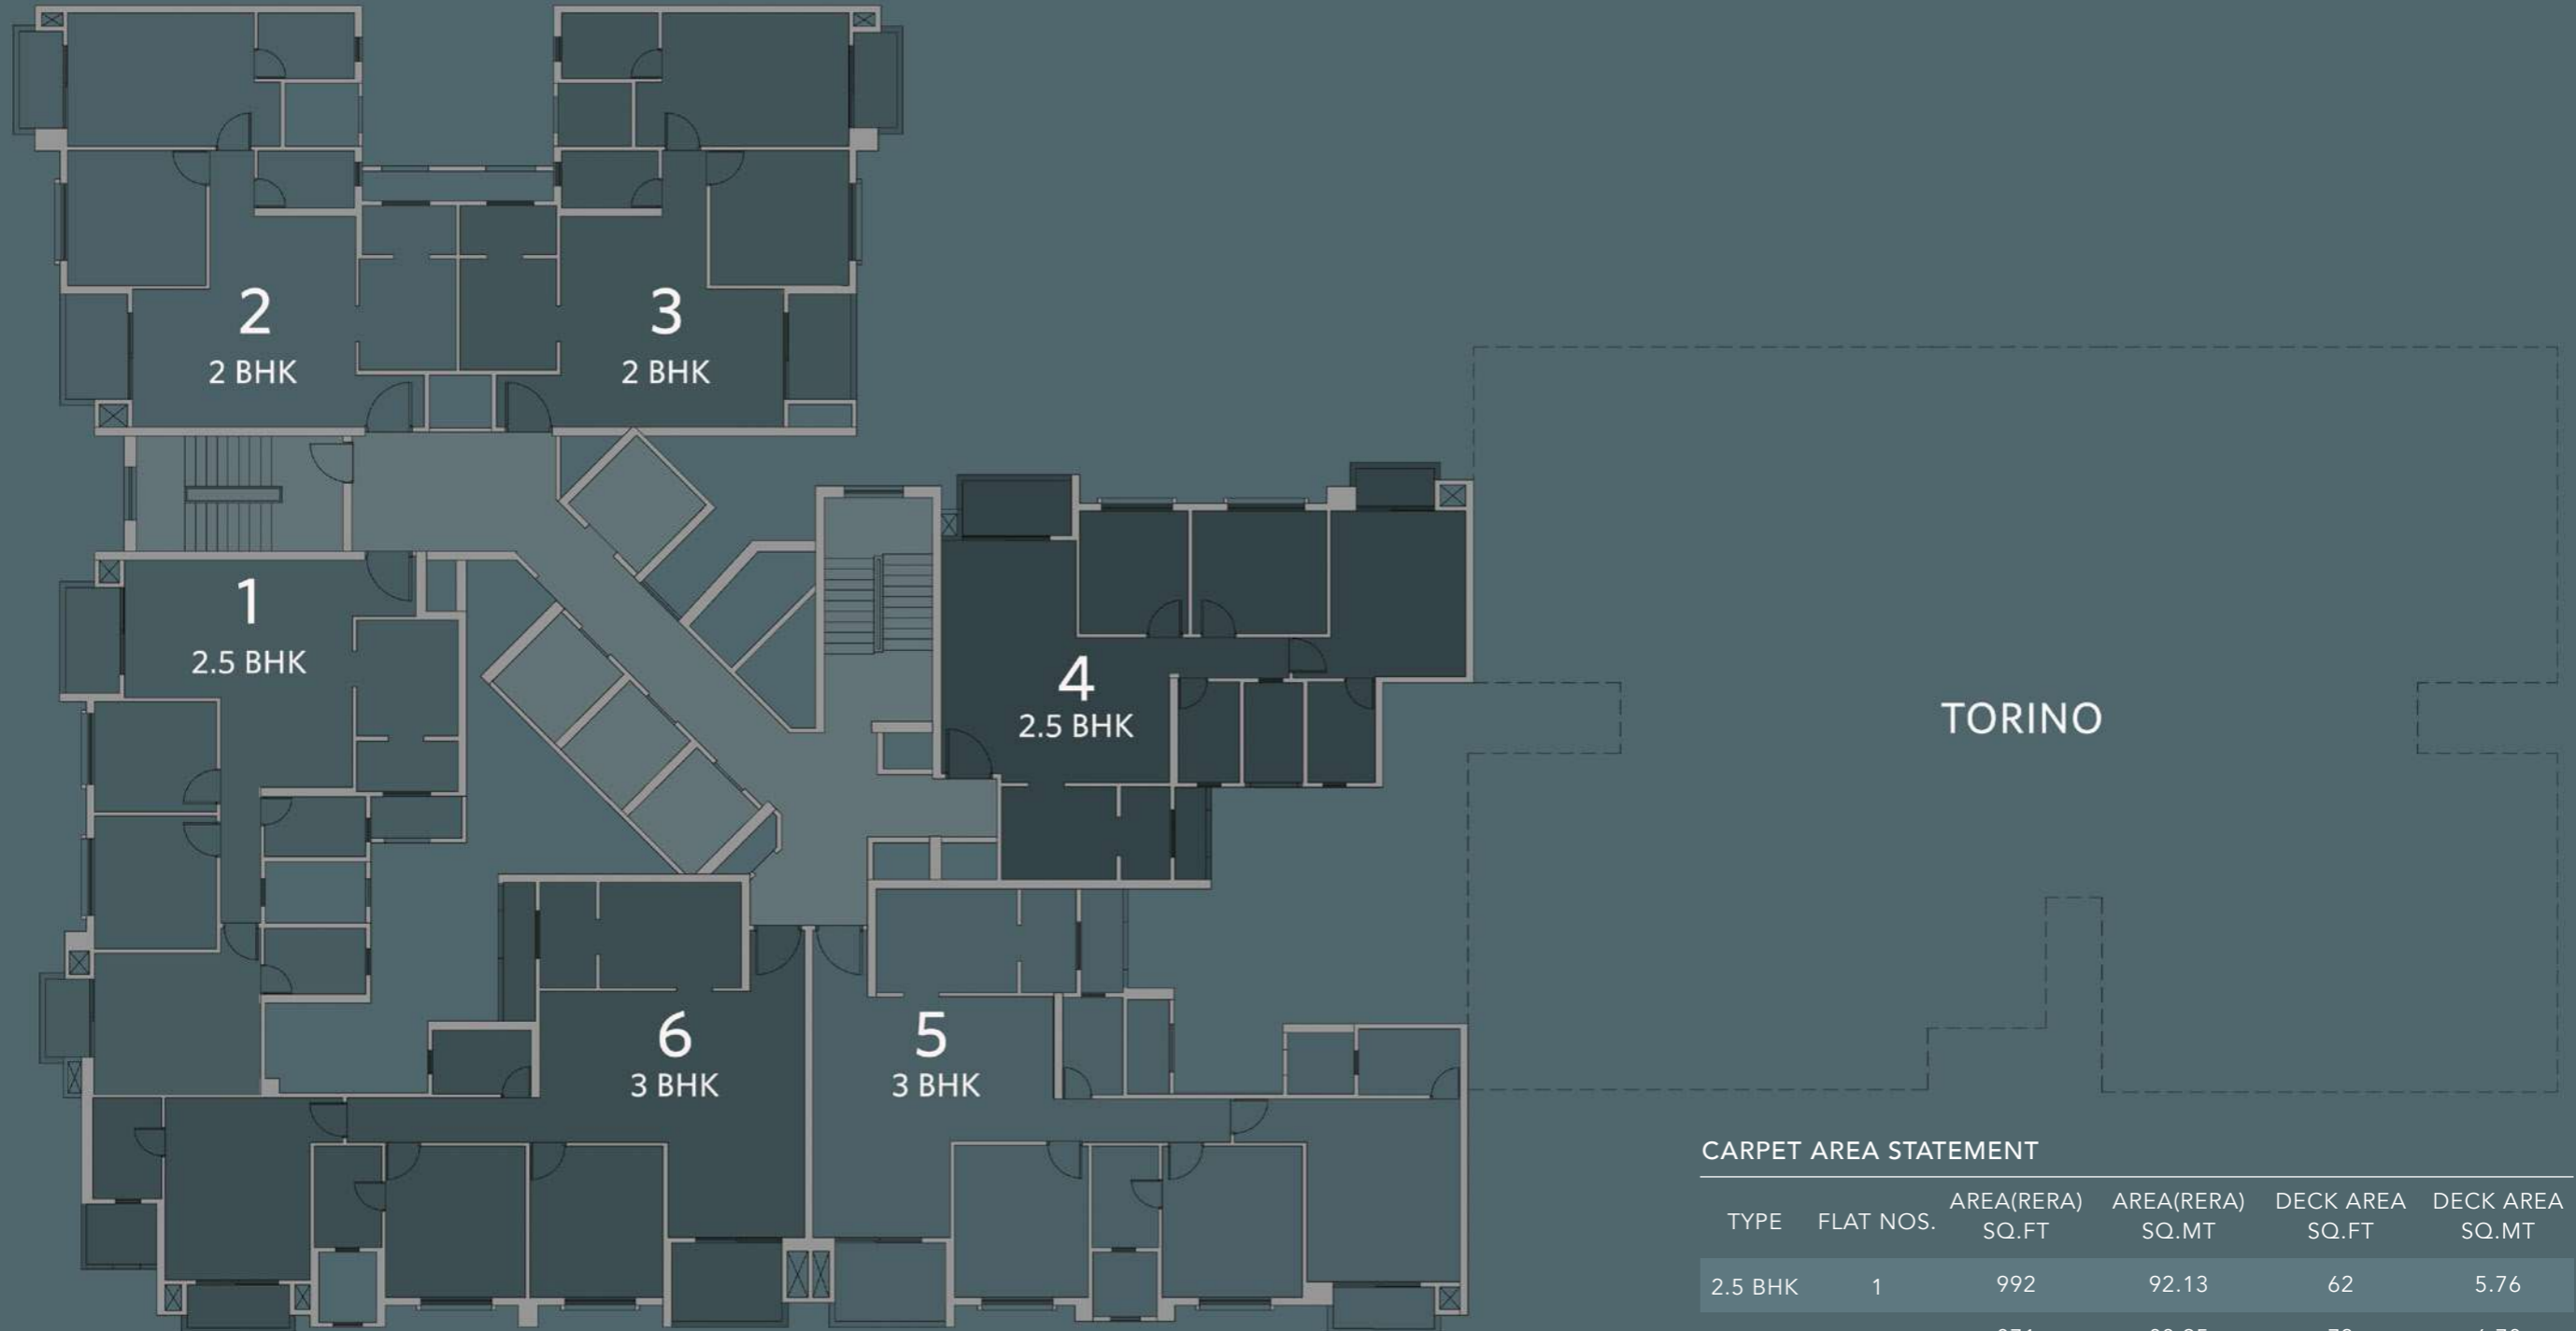 2
2 BHK
3
2 BHK
1
2.5 BHK
4
2.5 BHK
TORINO
6
3 BHK
5
3 BHK
CARPET AREA STATEMENT
TYPE FLAT NOS. AREA(RERA) SQ.FT AREA(RERA) SQ.MT DECK AREA SQ.FT DECK AREA SQ.MT
2.5 BHK 1 992 92.13 62 5.76